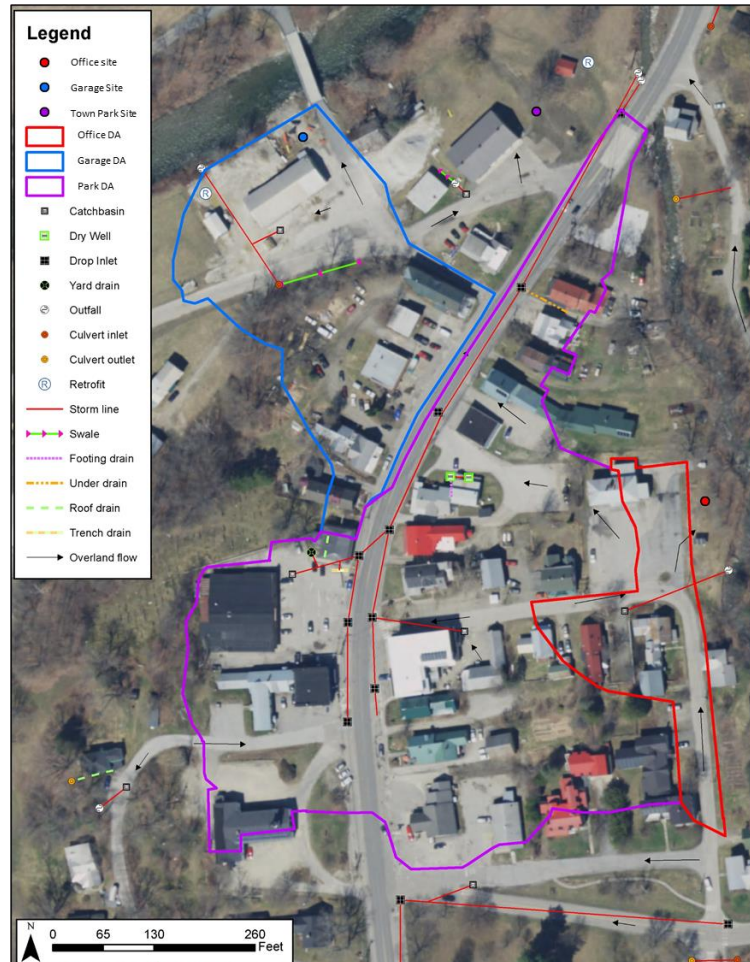 Legend
Office site
Garage Site
Town Park Site
Office DA
Garage DA
Park DA
Catchbasin
Dry Well
Drop Inlet
Yard drain
Outfall
Culvert inlet
Culvert outlet
R Retrofit
Storm line
Swale
Footing drain
Under drain
Roof drain
Trench drain
Overland flow
R
R
N
0 65 130 260
Feet